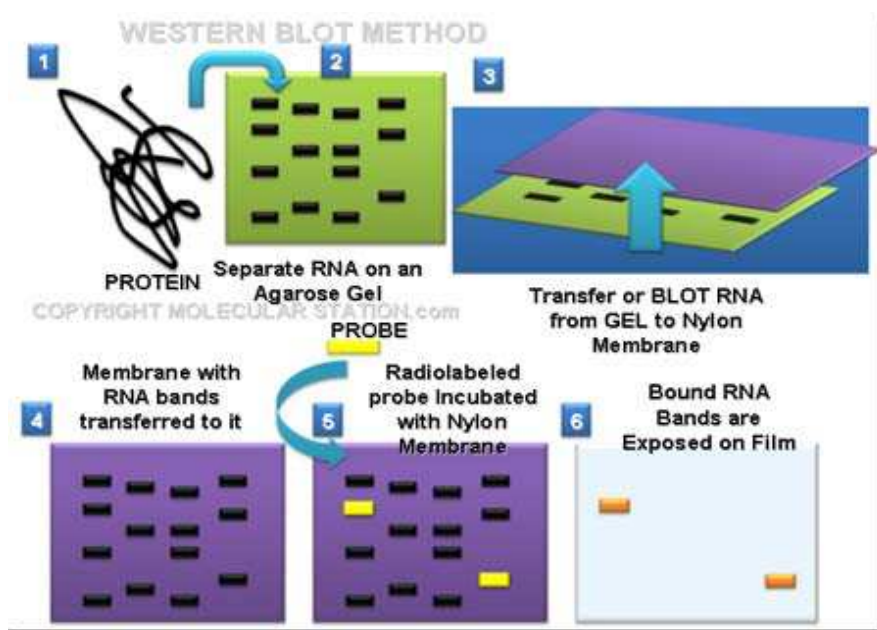 WESTERN BLOT METHOD
1
2
3
PROTEIN
Separate RNA on an
Agarose Gel
Transfer or BLOT RNA
from GEL to Nylon
Membrane
COPYRIGHT MOLECULAR STATION.com
PROBE
Membrane with
RNA bands
transferred to it
4
Radiolabeled
probe Incubated
with Nylon
Membrane
5
Bound RNA
Bands are
Exposed on Film
6